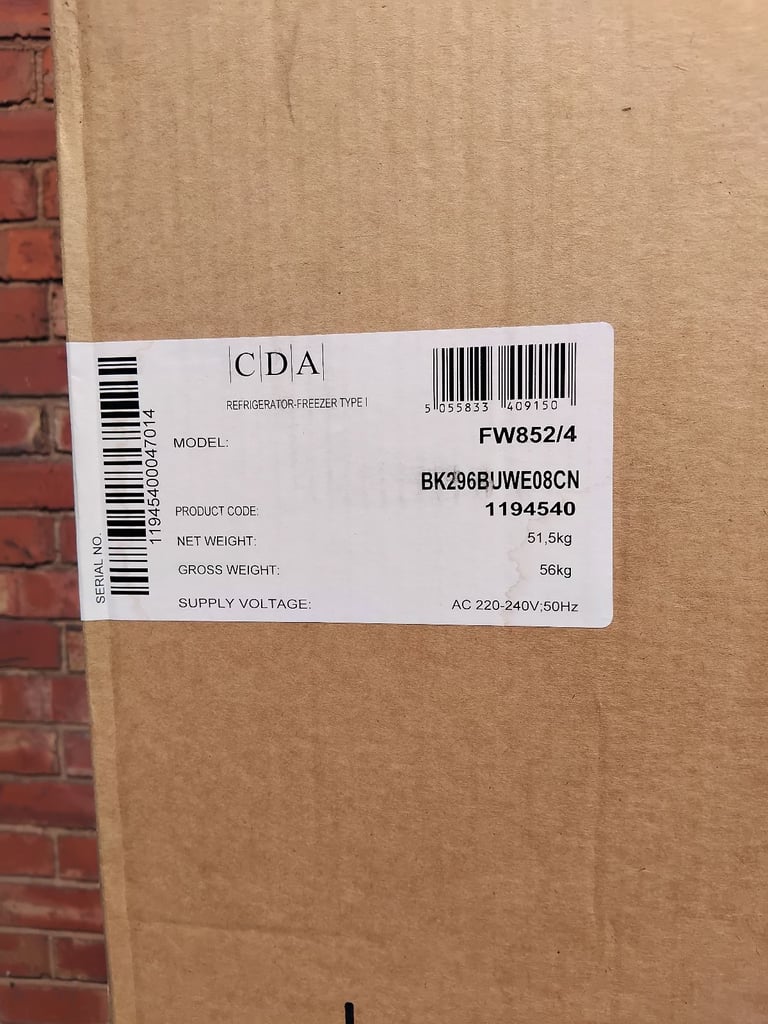 CDA
REFRIGERATOR-FREEZER TYPE I
5 055833 409150
MODEL: FW852/4
BK296BUWE08CN
PRODUCT CODE: 1194540
NET WEIGHT: 51,5kg
GROSS WEIGHT: 56kg
SUPPLY VOLTAGE: AC 220-240V;50Hz
SERIAL NO.
11945400047014